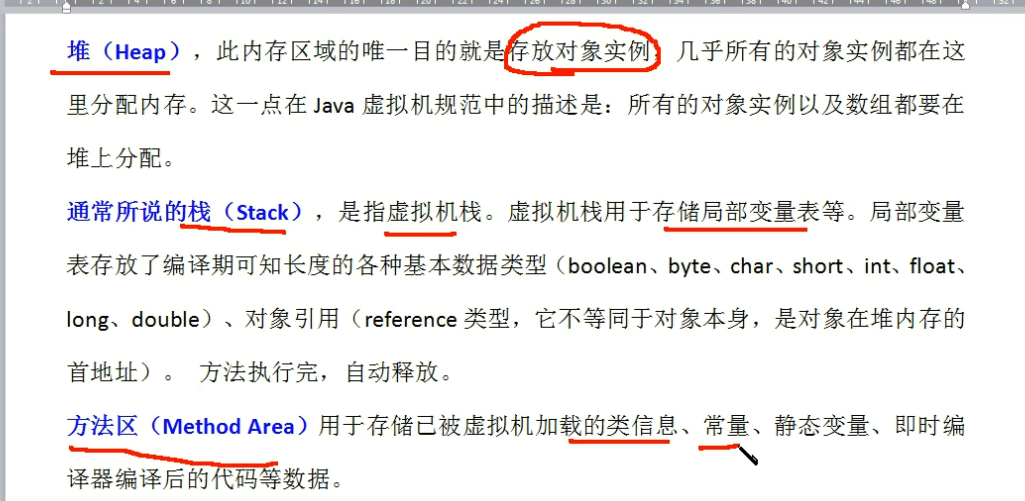 堆（Heap），此内存区域的唯一目的就是存放对象实例，几乎所有的对象实例都在这
里分配内存。这一点在 Java 虚拟机规范中的描述是：所有的对象实例以及数组都要在
堆上分配。
通常所说的栈（Stack），是指虚拟机栈。虚拟机栈用于存储局部变量表等。局部变量
表存放了编译期可知长度的各种基本数据类型（boolean、byte、char、short、int、float、
long、double）、对象引用（reference 类型，它不等同于对象本身，是对象在堆内存的
首地址）。 方法执行完，自动释放。
方法区（Method Area）用于存储已被虚拟机加载的类信息、常量、静态变量、即时编
译器编译后的代码等数据。